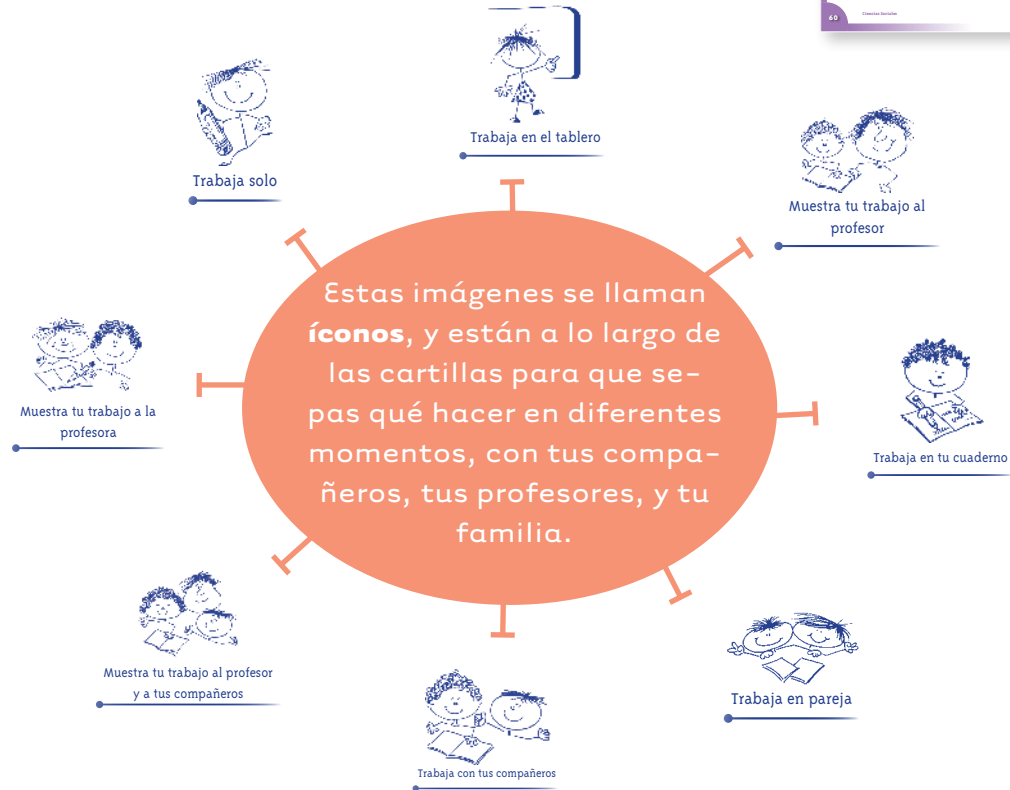 60
Ciencias Sociales
Trabaja en el tablero
Trabaja solo
Muestra tu trabajo al
profesor
Estas imágenes se llaman
íconos, y están a lo largo de
las cartillas para que se-
pas qué hacer en diferentes
momentos, con tus compa-
ñeros, tus profesores, y tu
familia.
Muestra tu trabajo a la
profesora
Trabaja en tu cuaderno
Muestra tu trabajo al profesor
y a tus compañeros
Trabaja en pareja
Trabaja con tus compañeros